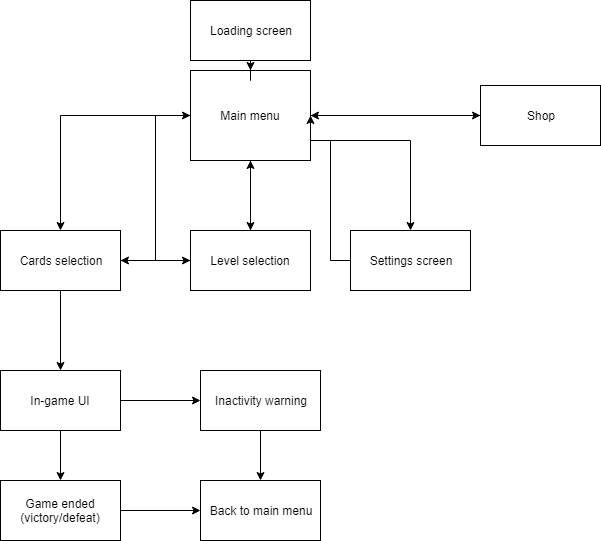 Loading screen
Main menu
Shop
Cards selection
Level selection
Settings screen
In-game UI
Inactivity warning
Game ended
(victory/defeat)
Back to main menu